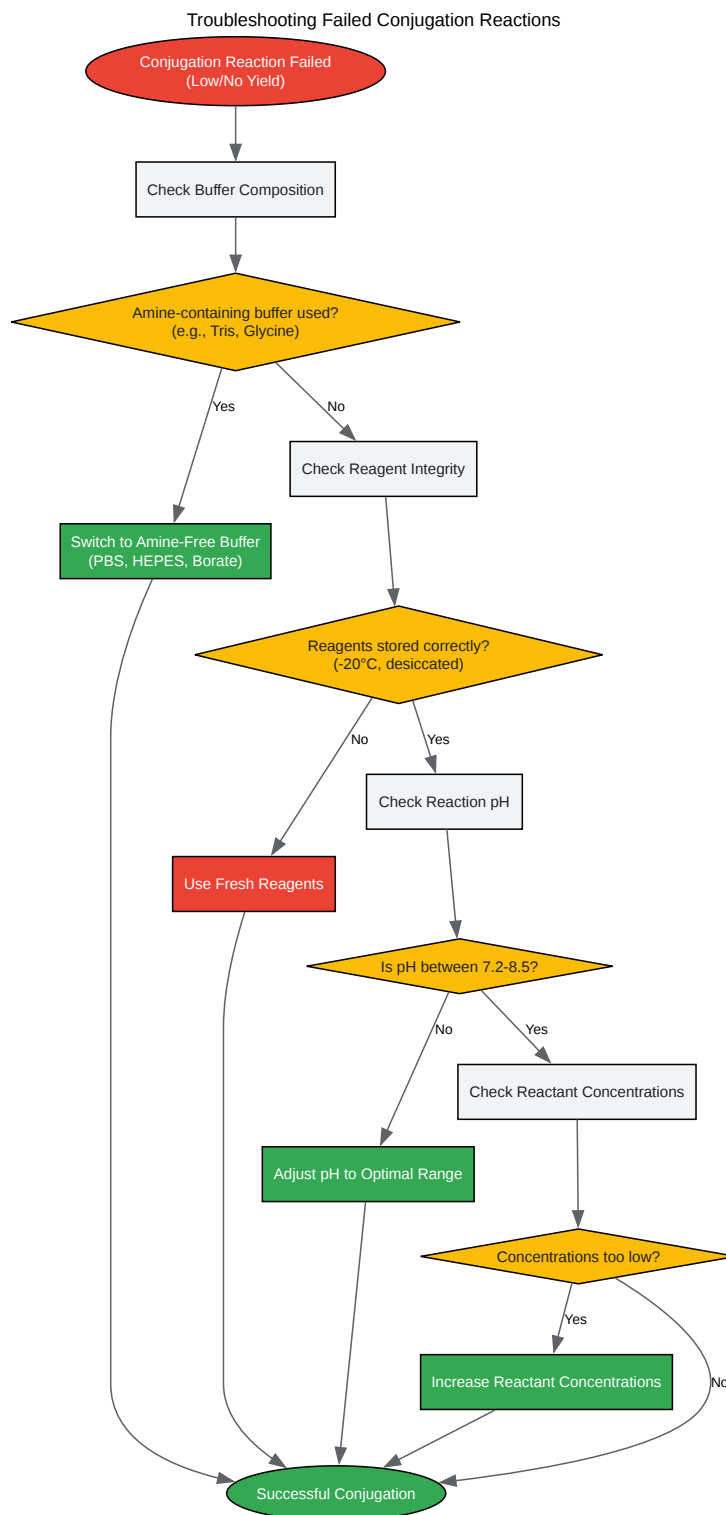 Troubleshooting Failed Conjugation Reactions
Conjugation Reaction Failed
(Low/No Yield)
Check Buffer Composition
Amine-containing buffer used?
(e.g., Tris, Glycine)
Yes
No
Check Reagent Integrity
Switch to Amine-Free Buffer
(PBS, HEPES, Borate)
Reagents stored correctly?
(-20°C, desiccated)
No
Yes
Check Reaction pH
Use Fresh Reagents
Is pH between 7.2-8.5?
No
Yes
Check Reactant Concentrations
Adjust pH to Optimal Range
Concentrations too low?
Yes
Increase Reactant Concentrations
No
Successful Conjugation